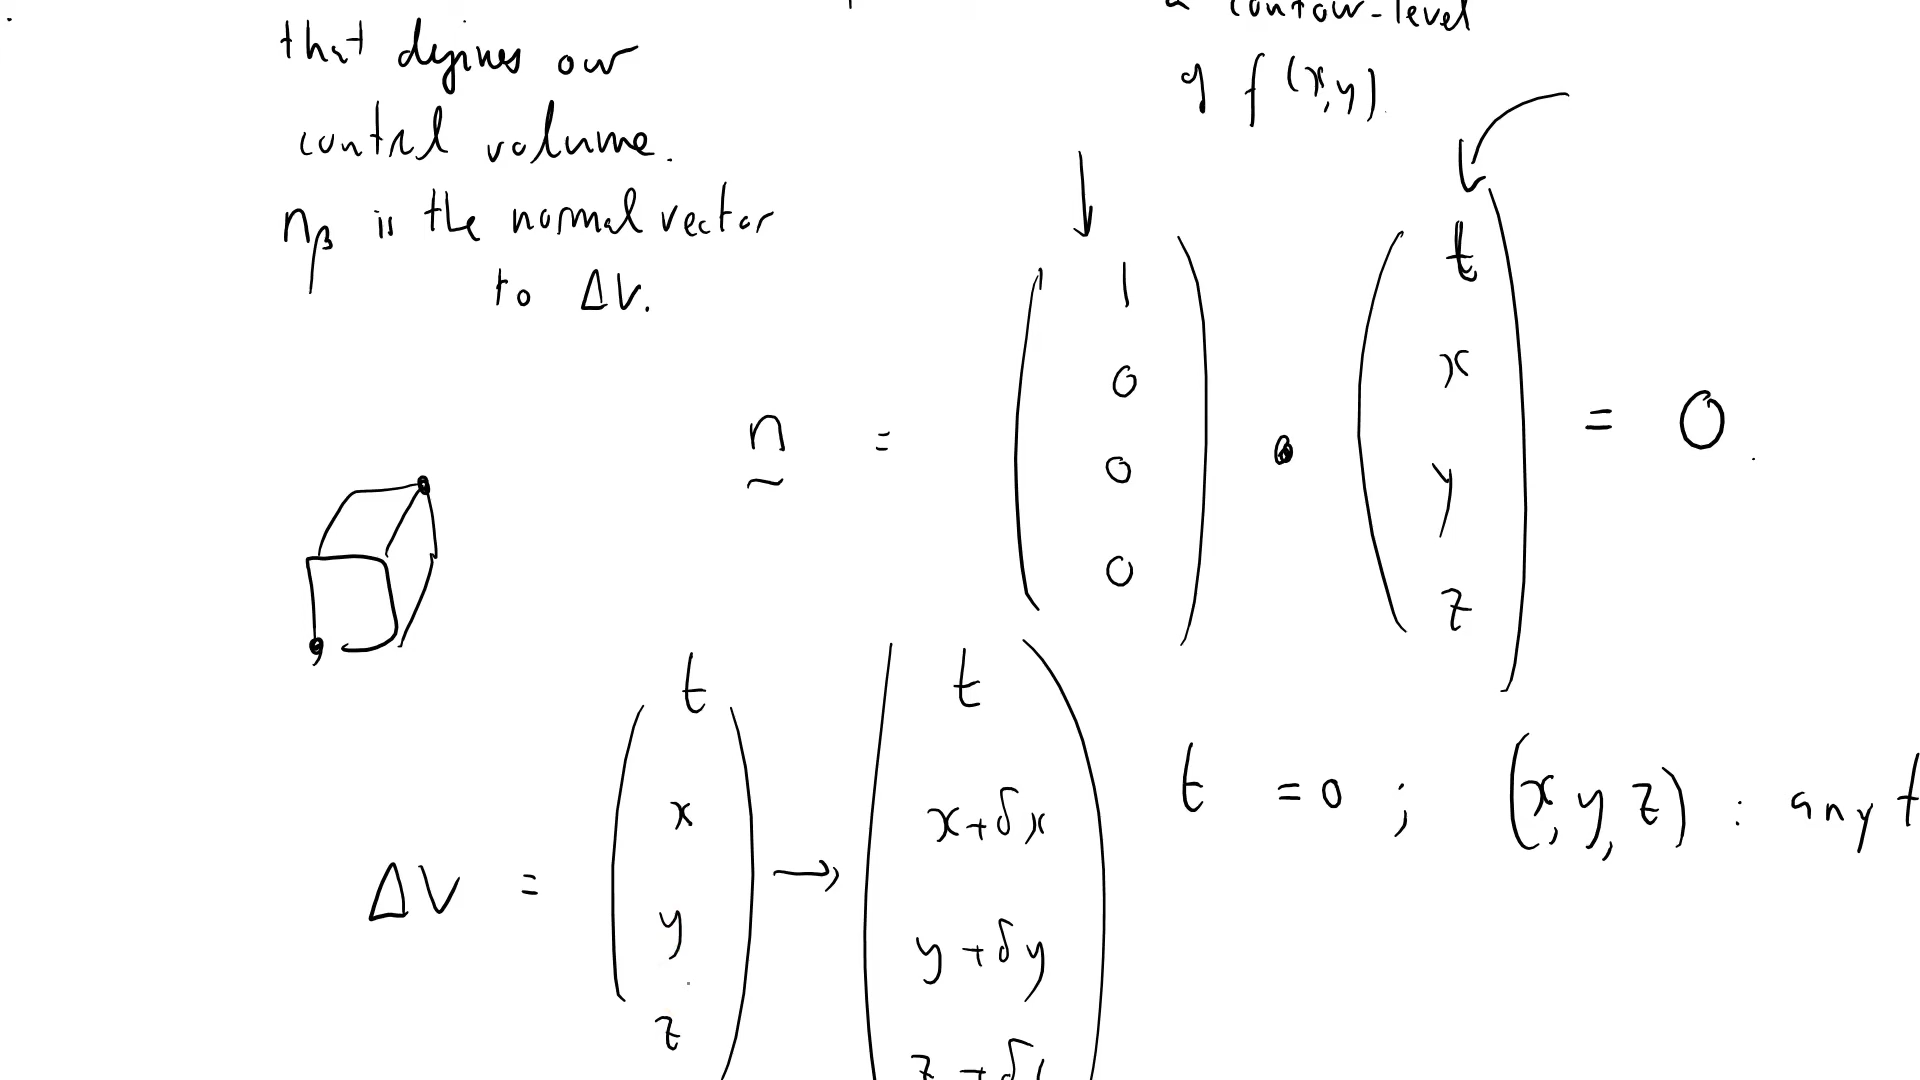 a contour-level
of f(x,y)
that defines our
control volume.
nβ is the normal vector
to ΔV.
n = ( 1 0 0 0 ) · ( t x y z ) = 0
t = 0 ; (x, y, z) : any
ΔV = ( t x y z ) → ( t x+δx y+δy